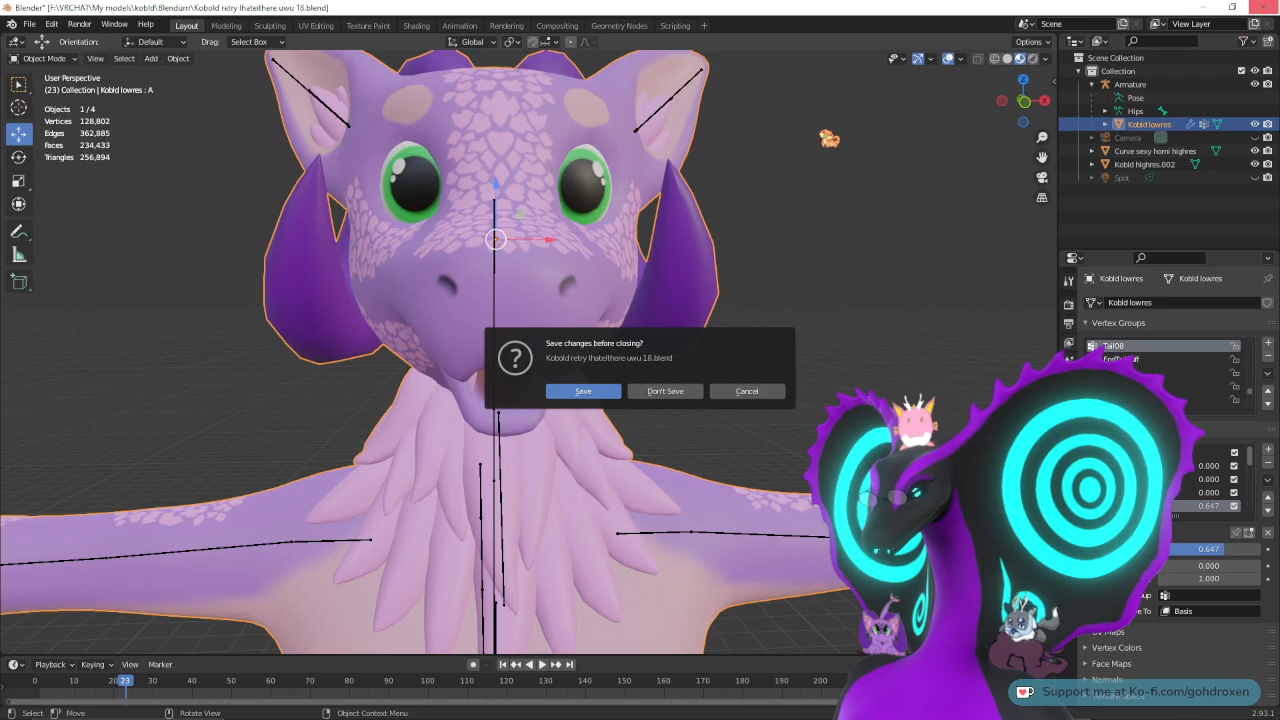 Blender* [F:\VRCHAT\My models\kobld\Blendurrr\Kobold retry Ihateithere uwu 18.blend]
File Edit Render Window Help Layout Modeling Sculpting UV Editing Texture Paint Shading Animation Rendering Compositing Geometry Nodes Scripting + Scene View Layer
Orientation: Default Drag: Select Box Global Options
Object Mode View Select Add Object
User Perspective
(23) Collection | Kobld lowres : A
Objects 1 / 4
Vertices 128,802
Edges 362,885
Faces 234,433
Triangles 256,894
Scene Collection
Collection
Armature
Pose
Hips
Kobld lowres
Camera
Curve sexy horni highres
Kobld highres.002
Spot
Kobld lowres Kobld lowres
Kobld lowres
Vertex Groups
Tail08
Save changes before closing?
Kobold retry Ihateithere uwu 18.blend
Save Don't Save Cancel
0.000
0.000
0.000
0.647
0.647
0.000
1.000
Basis
Vertex Colors
Face Maps
Normals
Playback Keying View Marker
0 10 20 23 30 40 50 60 70 80 90 100 110 120 130 140 150 160 170 180 190 200
Support me at Ko-fi.com/gohdroxen
Select Move Rotate View Object Context Menu 2.93.1